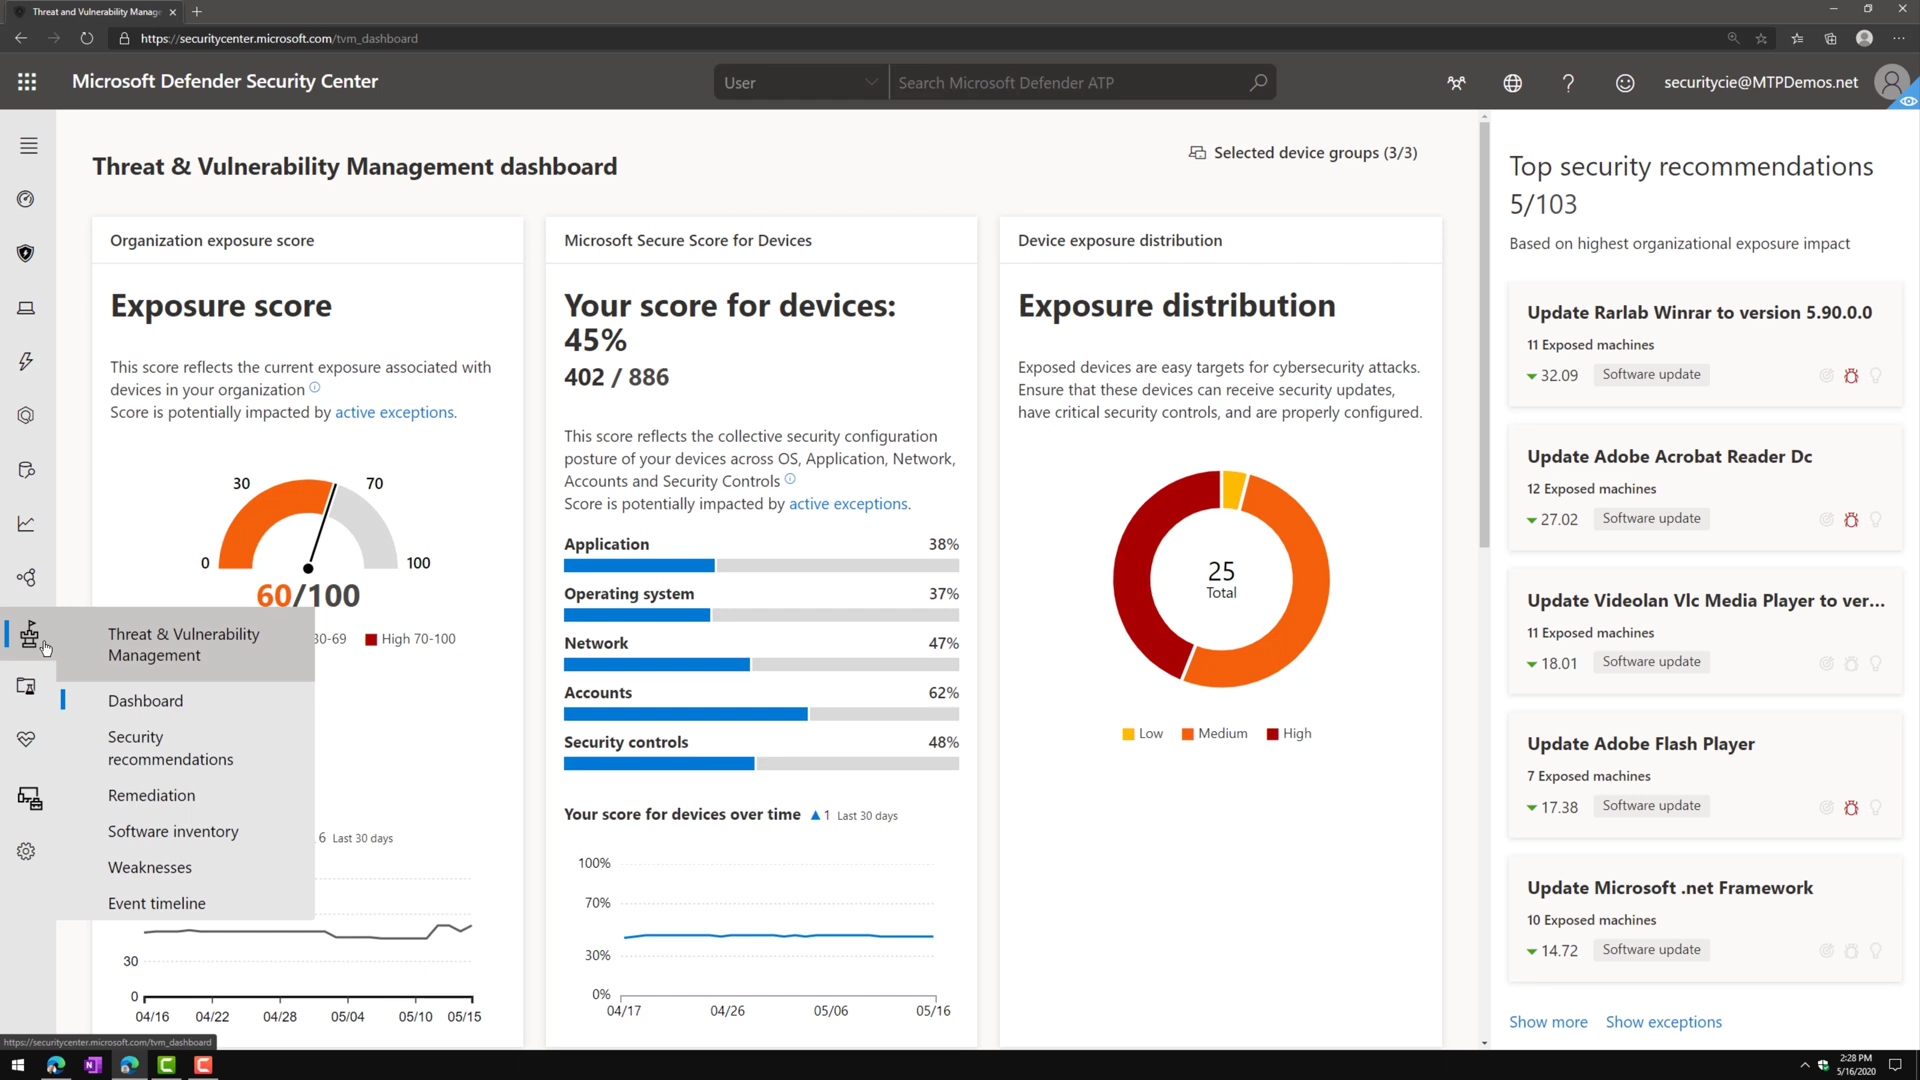 Threat and Vulnerability Manag
https://securitycenter.microsoft.com/tvm_dashboard
Microsoft Defender Security Center
User
Search Microsoft Defender ATP
securitycie@MTPDemos.net
Threat & Vulnerability Management dashboard
Selected device groups (3/3)
Organization exposure score
Exposure score
This score reflects the current exposure associated with
devices in your organization
Score is potentially impacted by active exceptions.
30
70
0
100
60/100
30-69
High 70-100
Threat & Vulnerability
Management
Dashboard
Security
recommendations
Remediation
Software inventory
Weaknesses
Event timeline
6 Last 30 days
30
0
04/16
04/22
04/28
05/04
05/10
05/15
Microsoft Secure Score for Devices
Your score for devices:
45%
402 / 886
This score reflects the collective security configuration
posture of your devices across OS, Application, Network,
Accounts and Security Controls
Score is potentially impacted by active exceptions.
Application 38%
Operating system 37%
Network 47%
Accounts 62%
Security controls 48%
Your score for devices over time ▲ 1 Last 30 days
100%
70%
30%
0%
04/17
04/26
05/06
05/16
Device exposure distribution
Exposure distribution
Exposed devices are easy targets for cybersecurity attacks.
Ensure that these devices can receive security updates,
have critical security controls, and are properly configured.
25
Total
Low
Medium
High
Top security recommendations
5/103
Based on highest organizational exposure impact
Update Rarlab Winrar to version 5.90.0.0
11 Exposed machines
32.09 Software update
Update Adobe Acrobat Reader Dc
12 Exposed machines
27.02 Software update
Update Videolan Vlc Media Player to ver...
11 Exposed machines
18.01 Software update
Update Adobe Flash Player
7 Exposed machines
17.38 Software update
Update Microsoft .net Framework
10 Exposed machines
14.72 Software update
Show more
Show exceptions
https://securitycenter.microsoft.com/tvm_dashboard
2:28 PM
5/16/2020